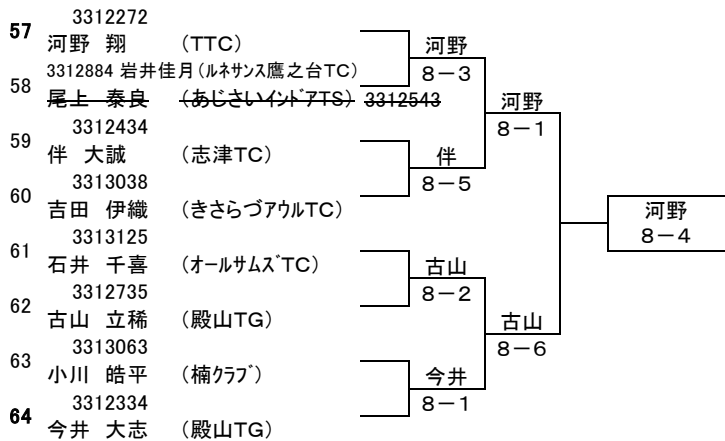 3312272
57 河野 翔 (TTC)
3312884 岩井佳月(ルネサンス鷹之台TC)
58 尾上 泰良 (あじさいインドアTS) 3312543
3312434
59 伴 大誠 (志津TC)
3313038
60 吉田 伊織 (きさらづアウルTC)
3313125
61 石井 千喜 (オールサムズTC)
3312735
62 古山 立稀 (殿山TG)
3313063
63 小川 皓平 (楠クラブ)
3312334
64 今井 大志 (殿山TG)
河野
8-3
伴
8-5
古山
8-2
今井
8-1
河野
8-1
古山
8-6
河野
8-4